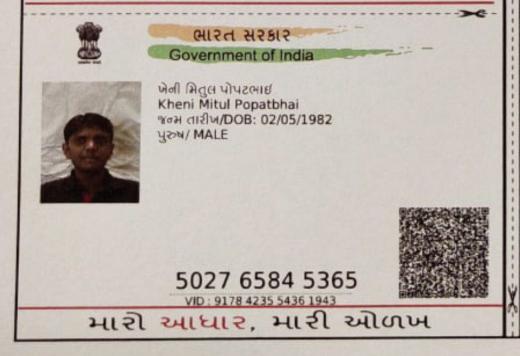 ભારત સરકાર
Government of India
ખેની મિતુલ પોપટભાઇ
Kheni Mitul Popatbhai
જન્મ તારીખ/DOB: 02/05/1982
પુરુષ/ MALE
5027 6584 5365
VID : 9178 4235 5436 1943
મારો આધાર, મારી ઓળખ